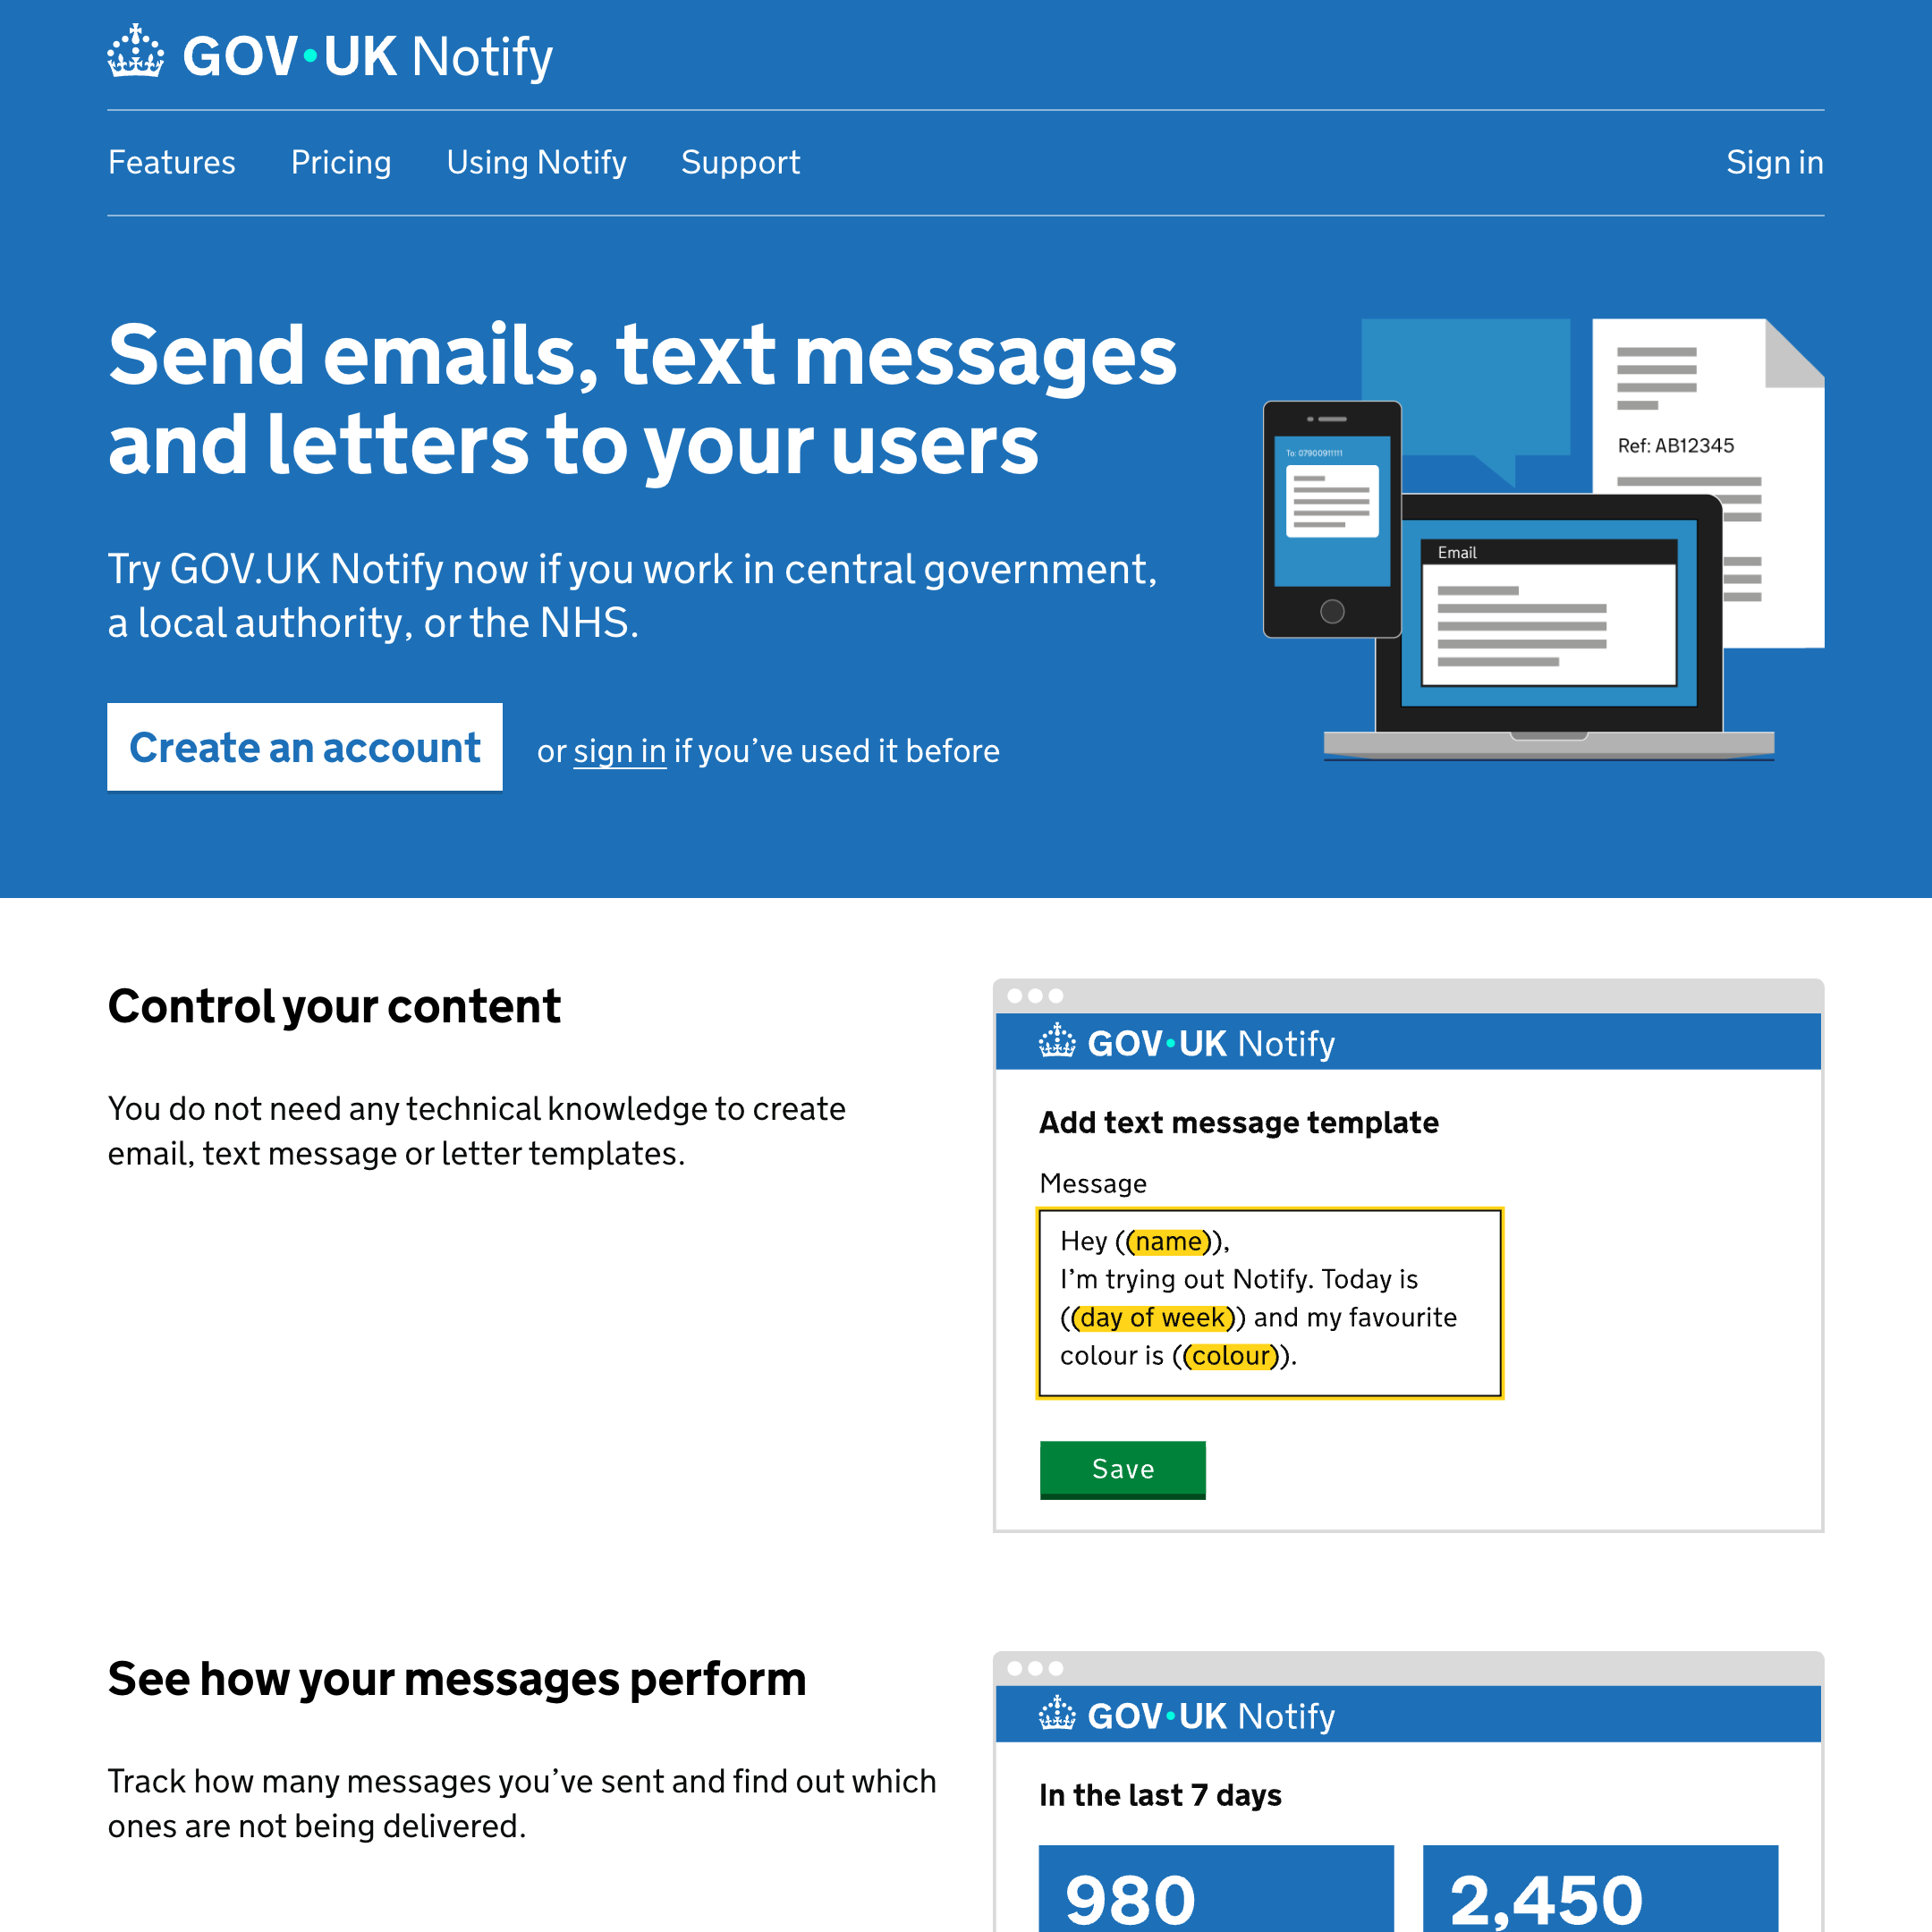 GOV·UK Notify
Features Pricing Using Notify Support Sign in
Send emails, text messages
and letters to your users
Try GOV.UK Notify now if you work in central government,
a local authority, or the NHS.
Create an account or sign in if you’ve used it before
To: 07900911111
Ref: AB12345
Email
Control your content
You do not need any technical knowledge to create
email, text message or letter templates.
GOV·UK Notify
Add text message template
Message
Hey ((name)),
I’m trying out Notify. Today is
((day of week)) and my favourite
colour is ((colour)).
Save
See how your messages perform
Track how many messages you’ve sent and find out which
ones are not being delivered.
GOV·UK Notify
In the last 7 days
980 2,450